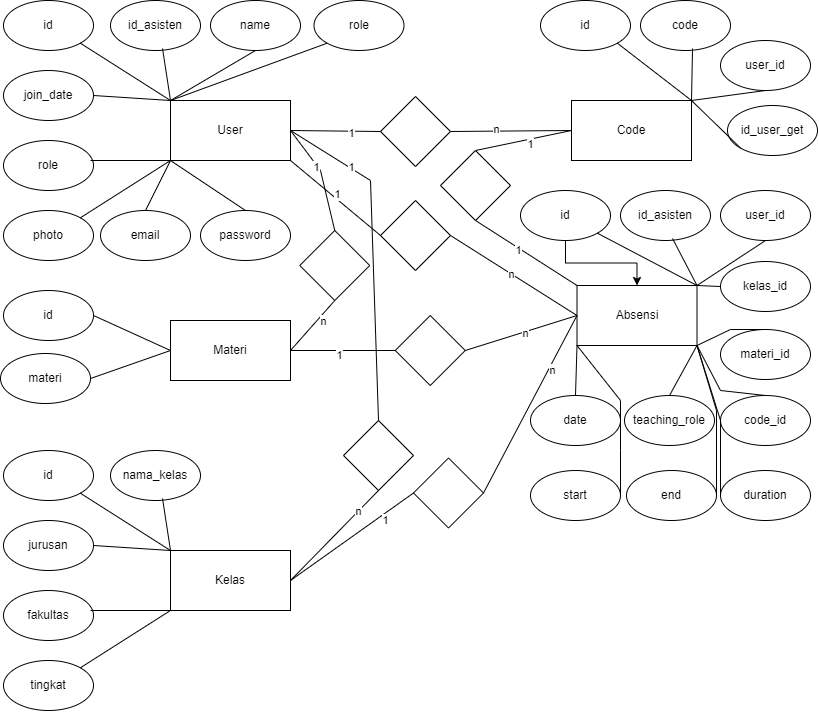 id
id_asisten
name
role
id
code
join_date
user_id
User
1
n
Code
id_user_get
role
1
1
1
1
photo
email
password
id
id_asisten
user_id
1
n
kelas_id
id
n
Absensi
Materi
1
n
materi_id
materi
n
date
teaching_role
code_id
id
nama_kelas
start
end
duration
n
1
jurusan
Kelas
fakultas
tingkat